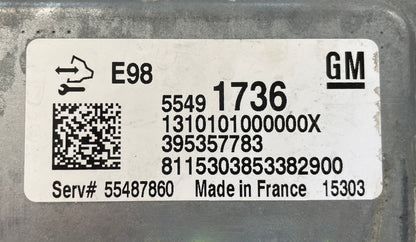 E98
GM
5549 1736
1310101000000X
395357783
8115303853382900
Serv# 55487860 Made in France 15303